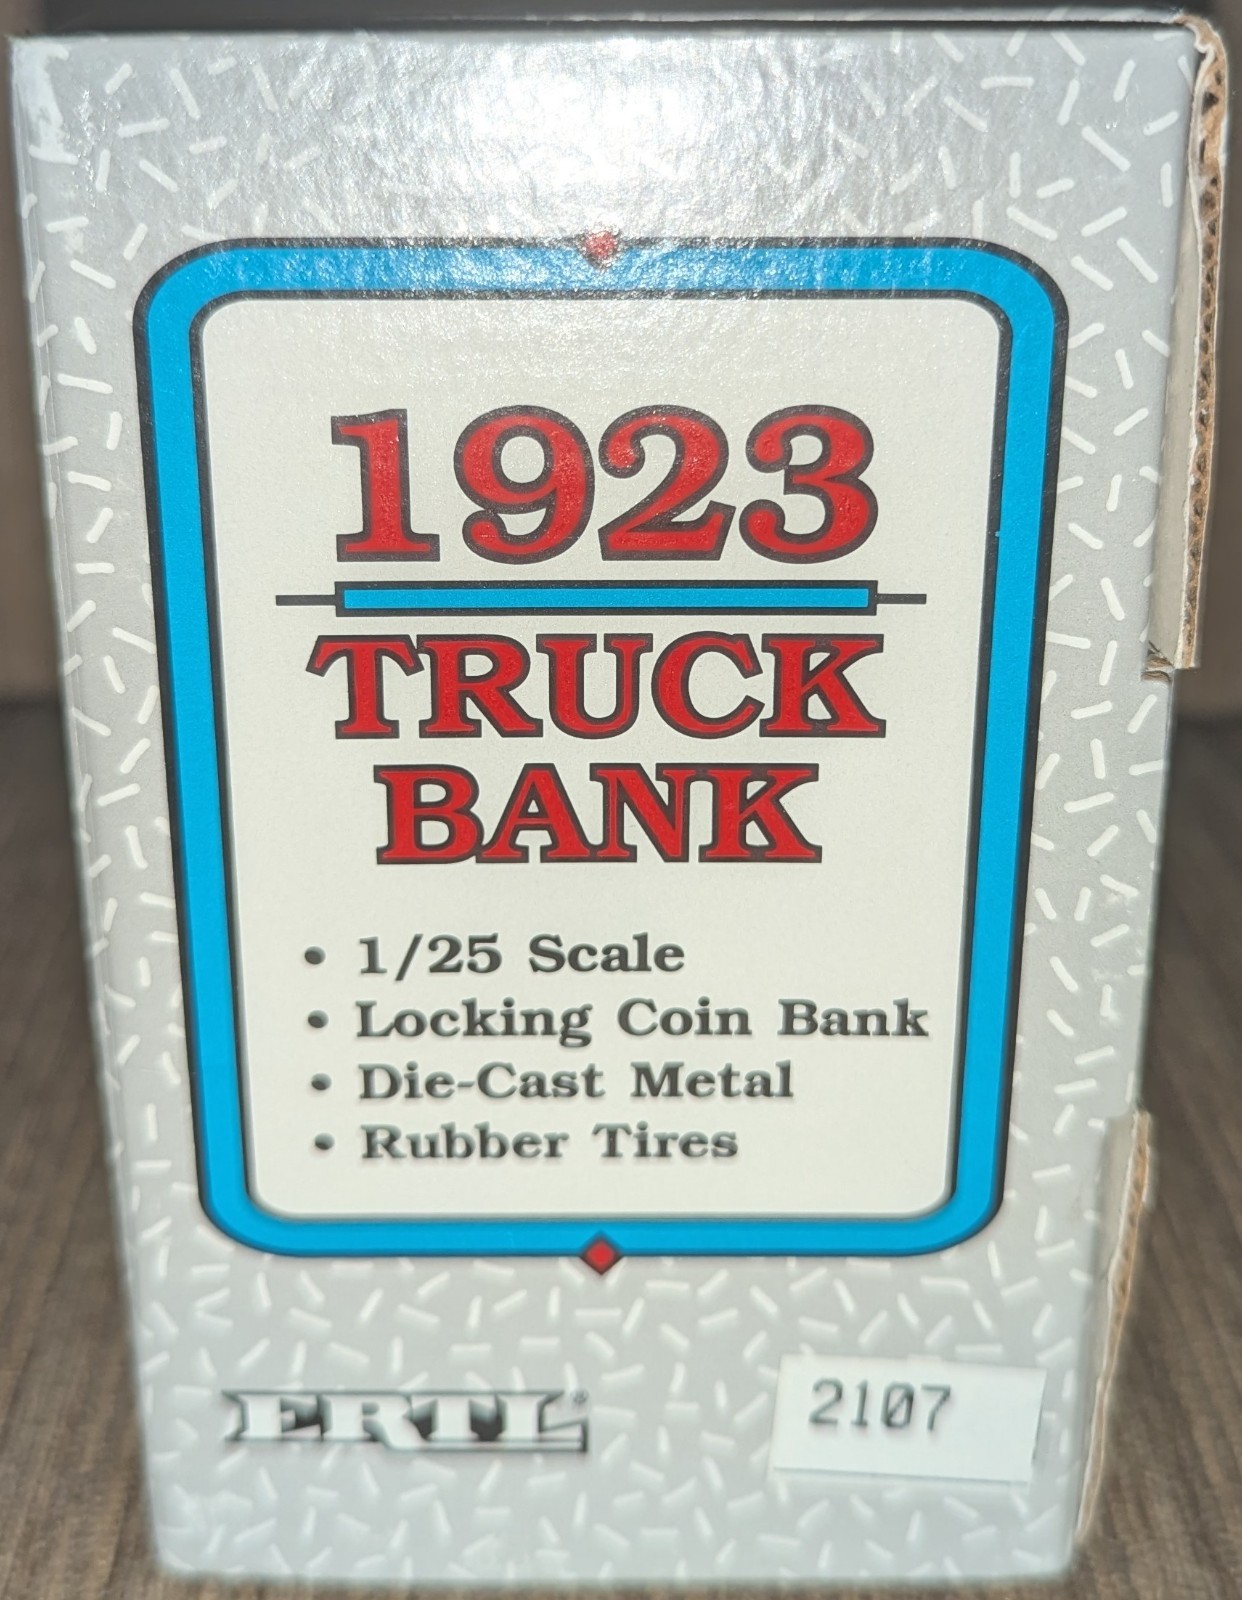 1923
TRUCK
BANK
• 1/25 Scale
• Locking Coin Bank
• Die-Cast Metal
• Rubber Tires
ERTL®
2107